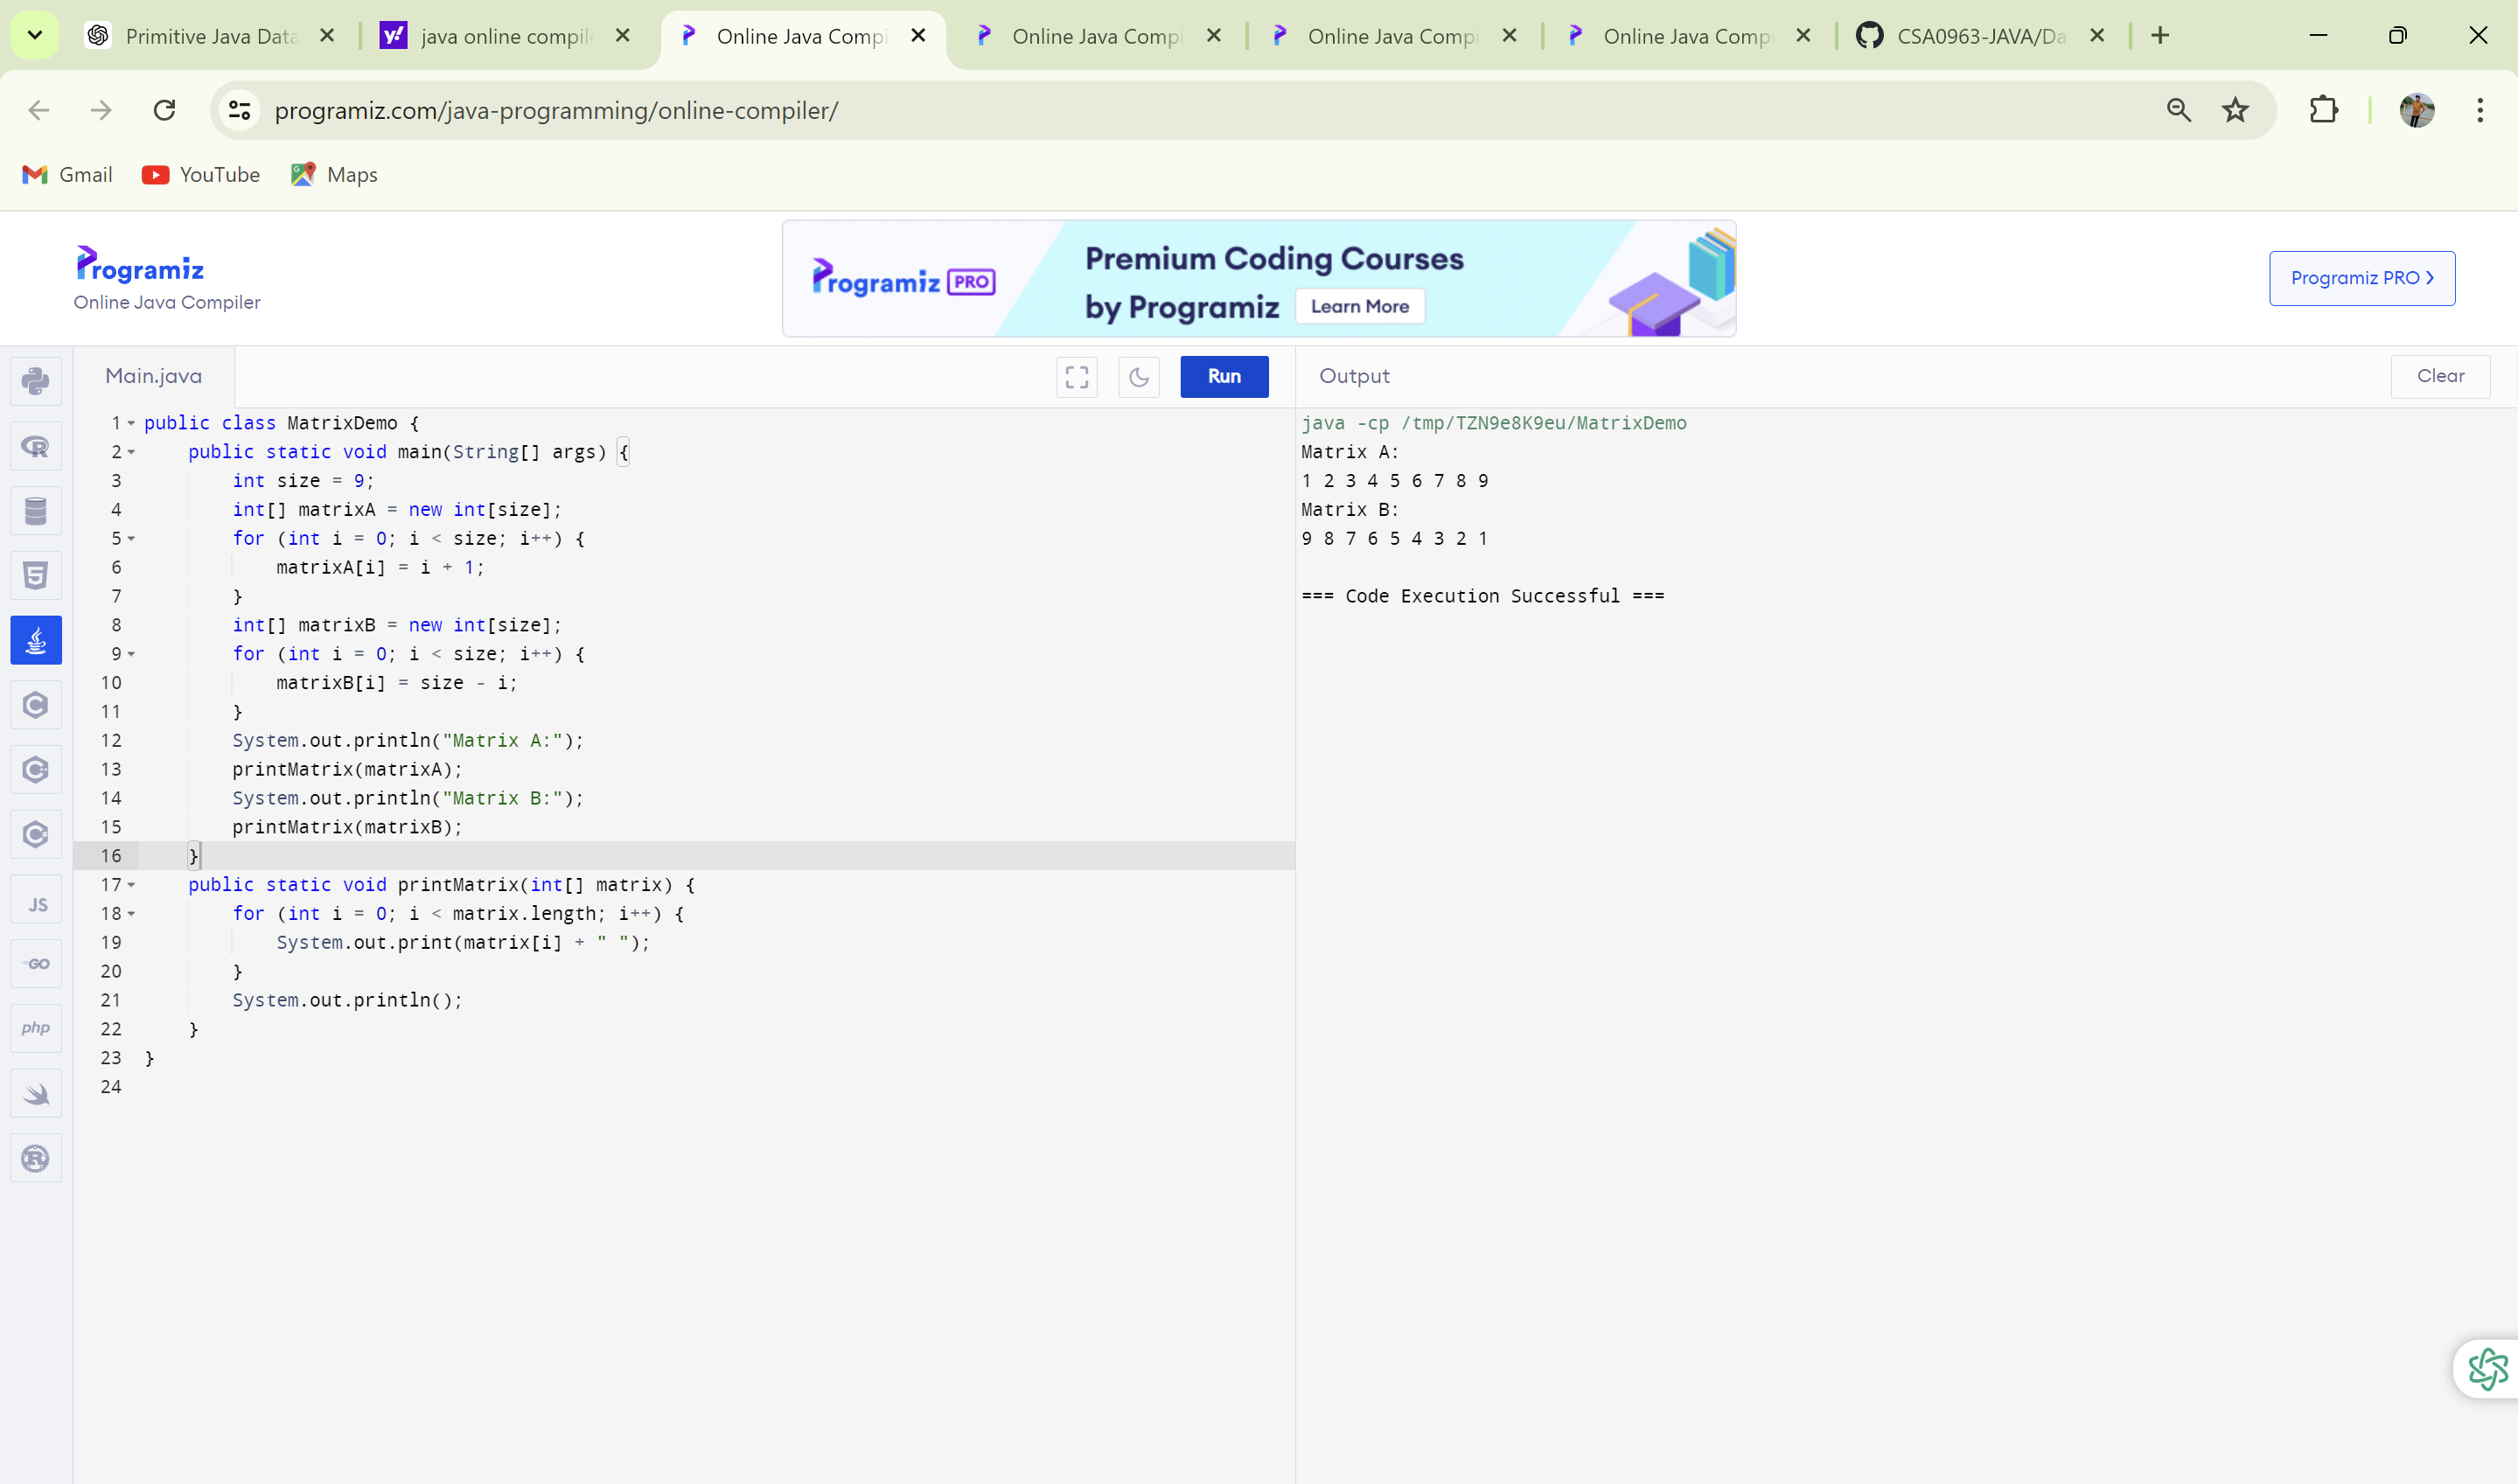 Primitive Java Data
java online compile
Online Java Compi
Online Java Compi
Online Java Compi
Online Java Comp
CSA0963-JAVA/Da
programiz.com/java-programming/online-compiler/
Gmail
YouTube
Maps
Programiz
Online Java Compiler
Programiz PRO
Premium Coding Courses
by Programiz
Learn More
Programiz PRO
Main.java
Run
1 public class MatrixDemo {
2     public static void main(String[] args) {
3         int size = 9;
4         int[] matrixA = new int[size];
5         for (int i = 0; i < size; i++) {
6             matrixA[i] = i + 1;
7         }
8         int[] matrixB = new int[size];
9         for (int i = 0; i < size; i++) {
10             matrixB[i] = size - i;
11         }
12         System.out.println("Matrix A:");
13         printMatrix(matrixA);
14         System.out.println("Matrix B:");
15         printMatrix(matrixB);
16     }
17     public static void printMatrix(int[] matrix) {
18         for (int i = 0; i < matrix.length; i++) {
19             System.out.print(matrix[i] + " ");
20         }
21         System.out.println();
22     }
23 }
24
Output
Clear
java -cp /tmp/TZN9e8K9eu/MatrixDemo
Matrix A:
1 2 3 4 5 6 7 8 9
Matrix B:
9 8 7 6 5 4 3 2 1
=== Code Execution Successful ===
R
5
C
C
C
JS
GO
php
R